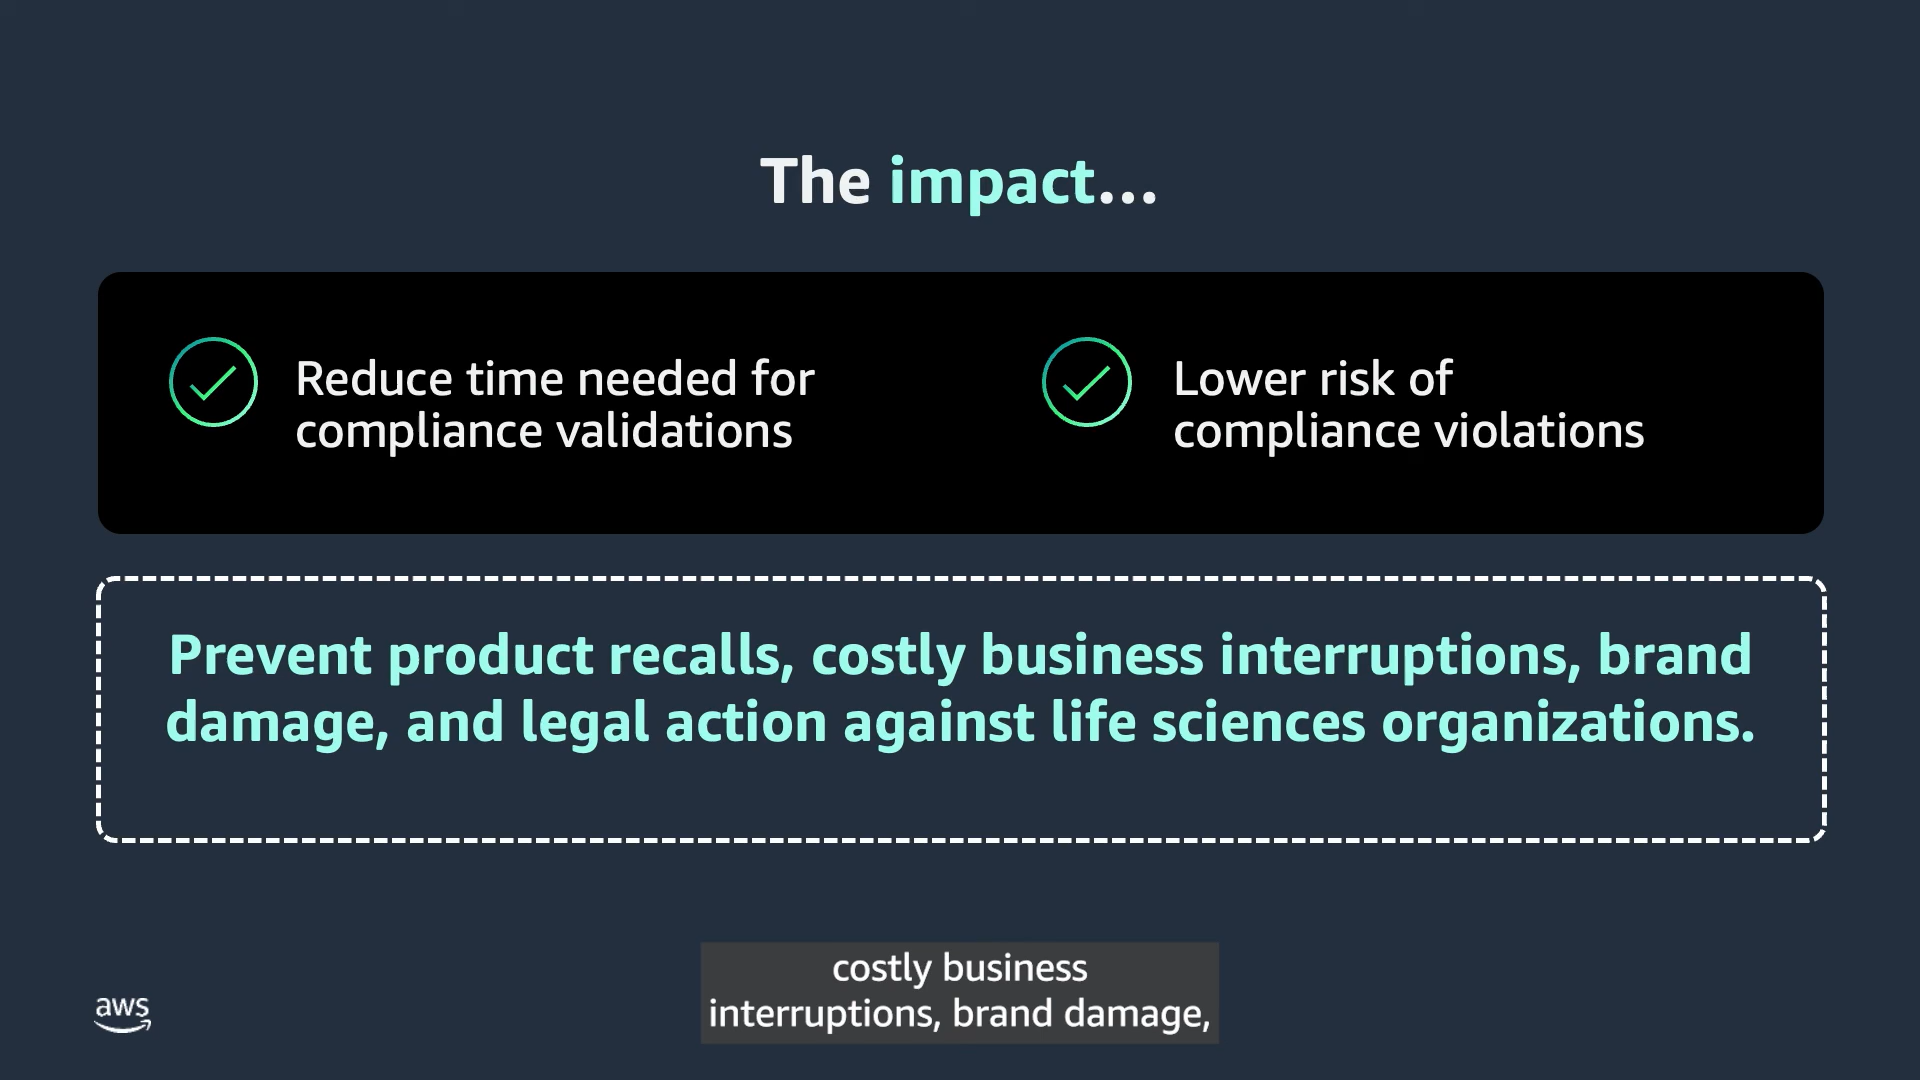 The impact...
Reduce time needed for
compliance validations
Lower risk of
compliance violations
Prevent product recalls, costly business interruptions, brand
damage, and legal action against life sciences organizations.
costly business
interruptions, brand damage,
aws